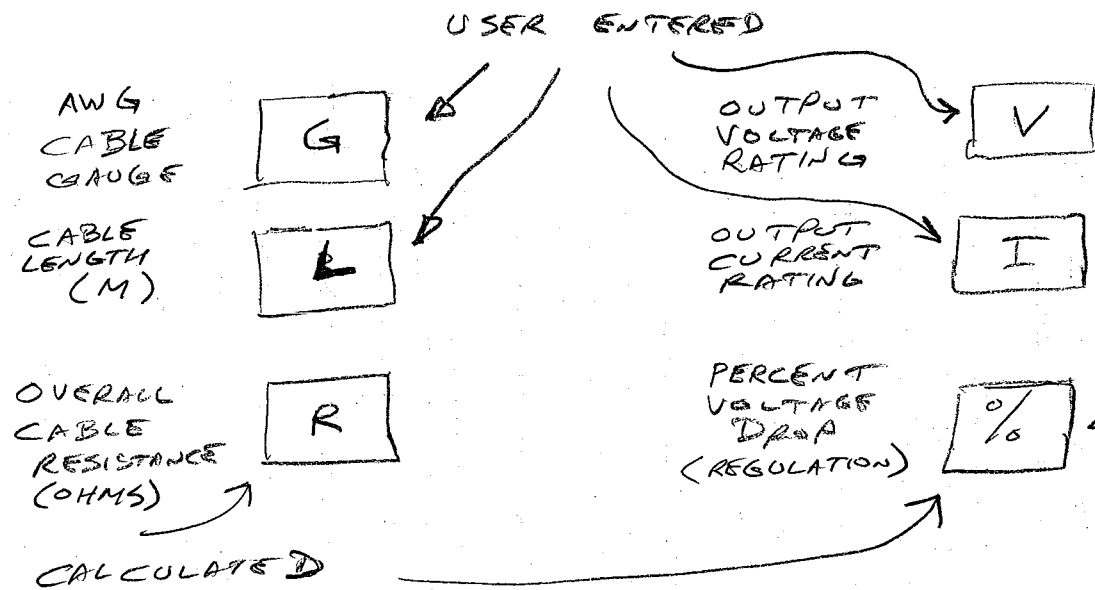 USER ENTERED
AWG
CABLE
GAUGE
G
CABLE
LENGTH
(M)
L
OVERALL
CABLE
RESISTANCE
(OHMS)
R
CALCULATED
OUTPUT
VOLTAGE
RATING
V
OUTPUT
CURRENT
RATING
I
PERCENT
VOLTAGE
DROP
(REGULATION)
%